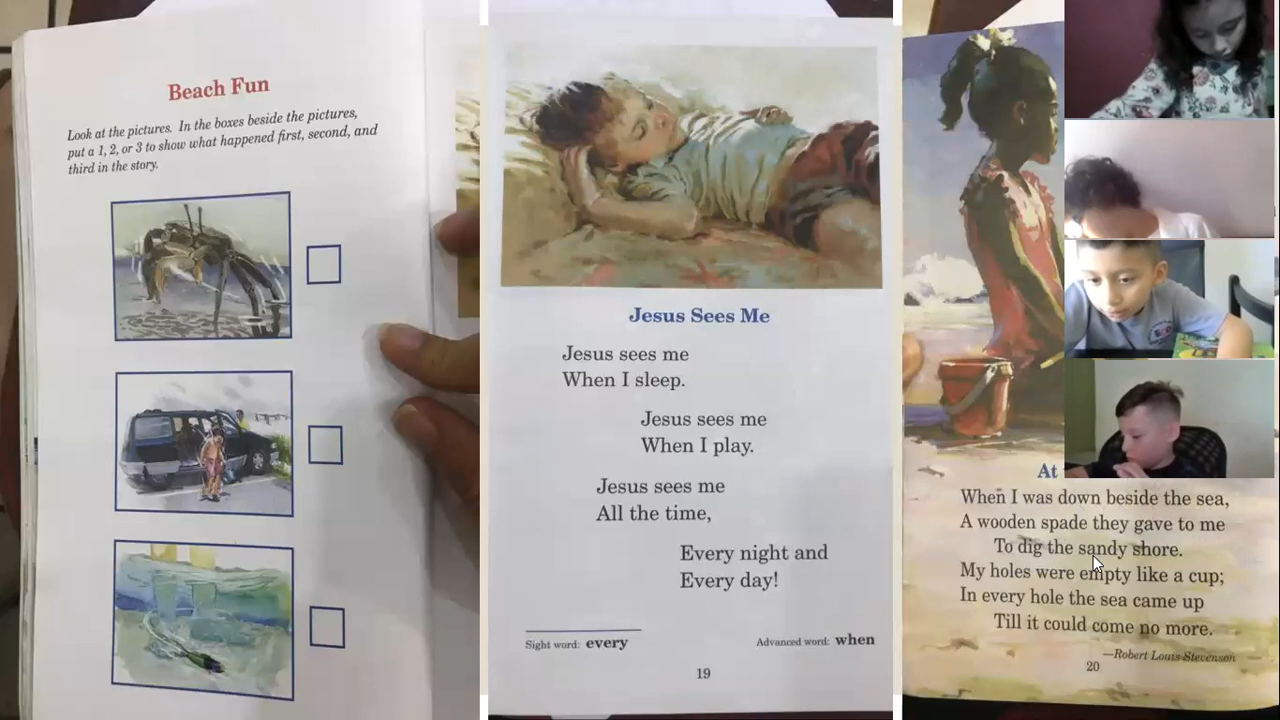 Beach Fun
Look at the pictures. In the boxes beside the pictures,
put a 1, 2, or 3 to show what happened first, second, and
third in the story.
Jesus Sees Me
Jesus sees me
When I sleep.
Jesus sees me
When I play.
Jesus sees me
All the time,
Every night and
Every day!
Sight word: every
Advanced word: when
19
At
When I was down beside the sea,
A wooden spade they gave to me
To dig the sandy shore.
My holes were empty like a cup;
In every hole the sea came up
Till it could come no more.
—Robert Louis Stevenson
20